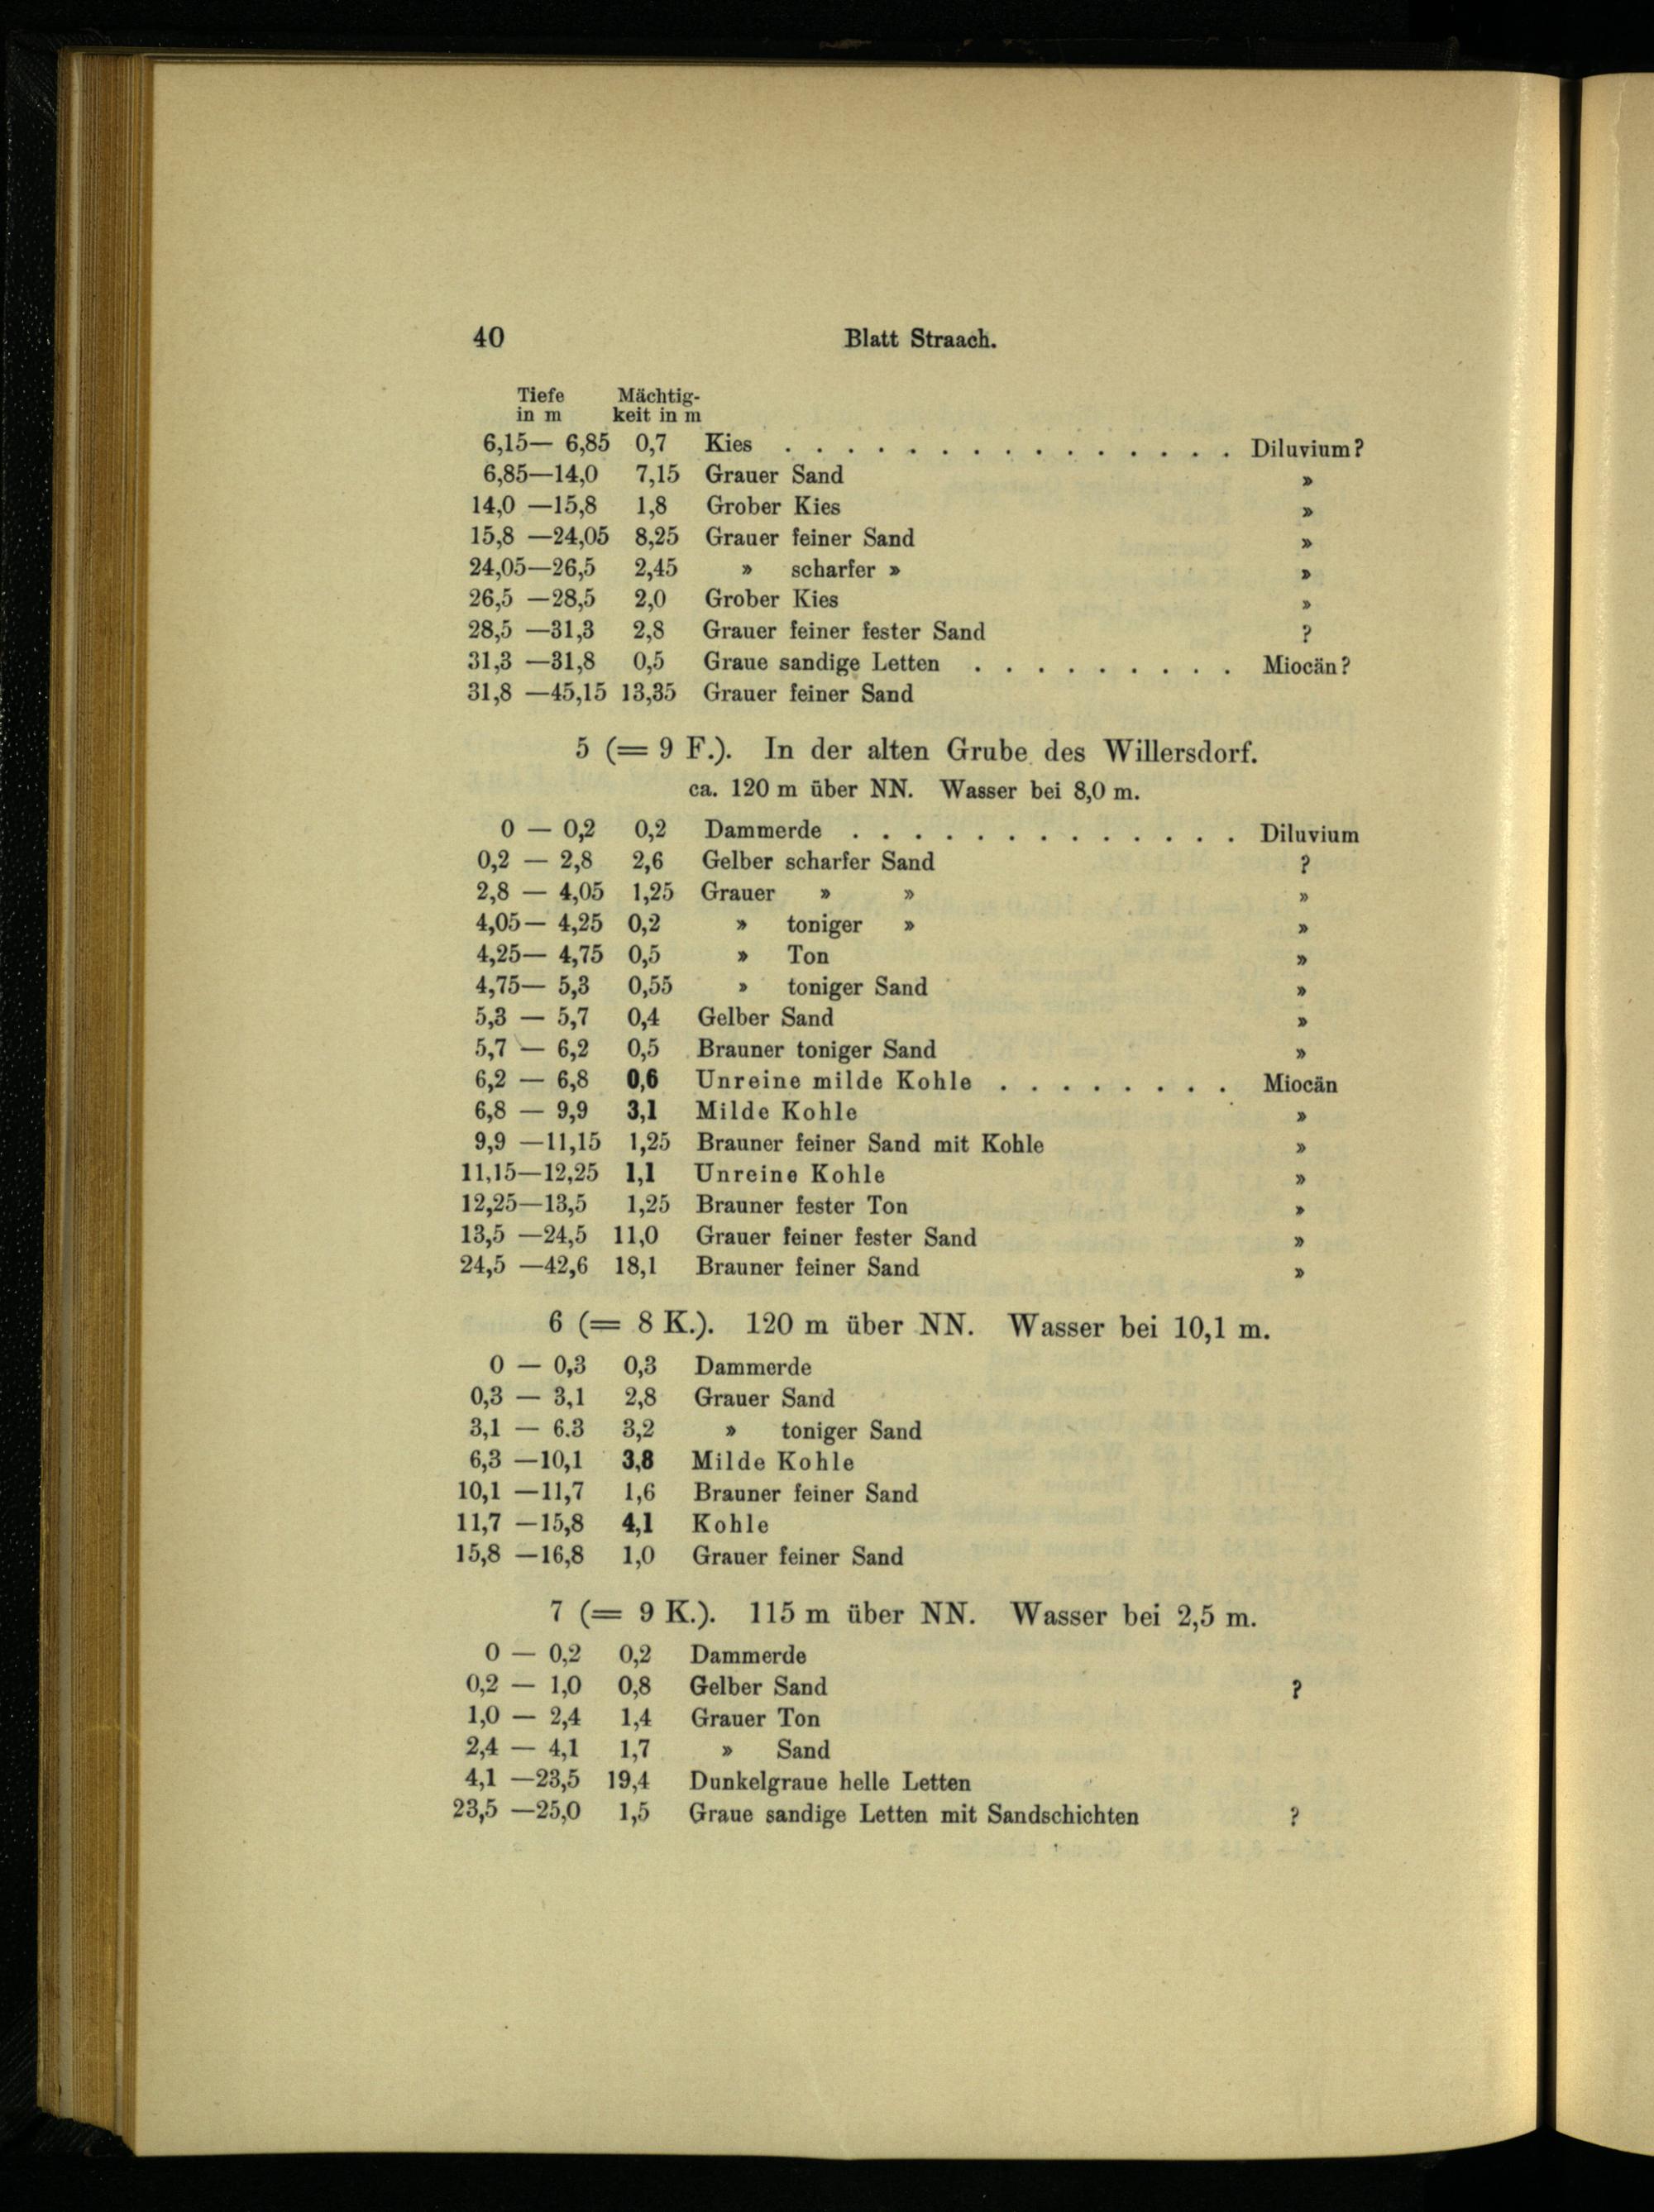 40 Blatt Straach.
Tiefe Mächtig-
in m keit in m
6,15— 6,85 0,7 Kies . . . . . . . . . . . . . . . Diluvium?
6,85—14,0 7,15 Grauer Sand »
14,0 —15,8 1,8 Grober Kies »
15,8 —24,05 8,25 Grauer feiner Sand »
24,05—26,5 2,45 » scharfer » »
26,5 —28,5 2,0 Grober Kies »
28,5 —31,3 2,8 Grauer feiner fester Sand ?
31,3 —31,8 0,5 Graue sandige Letten . . . . . . . . . Miocän?
31,8 —45,15 13,35 Grauer feiner Sand
5 (= 9 F.). In der alten Grube des Willersdorf.
ca. 120 m über NN. Wasser bei 8,0 m.
0 — 0,2 0,2 Dammerde . . . . . . . . . . . . . Diluvium
0,2 — 2,8 2,6 Gelber scharfer Sand ?
2,8 — 4,05 1,25 Grauer » » »
4,05— 4,25 0,2 » toniger » »
4,25— 4,75 0,5 » Ton »
4,75— 5,3 0,55 » toniger Sand »
5,3 — 5,7 0,4 Gelber Sand »
5,7 — 6,2 0,5 Brauner toniger Sand »
6,2 — 6,8 0,6 Unreine milde Kohle . . . . . . . . Miocän
6,8 — 9,9 3,1 Milde Kohle »
9,9 —11,15 1,25 Brauner feiner Sand mit Kohle »
11,15—12,25 1,1 Unreine Kohle »
12,25—13,5 1,25 Brauner fester Ton »
13,5 —24,5 11,0 Grauer feiner fester Sand »
24,5 —42,6 18,1 Brauner feiner Sand »
6 (= 8 K.). 120 m über NN. Wasser bei 10,1 m.
0 — 0,3 0,3 Dammerde
0,3 — 3,1 2,8 Grauer Sand
3,1 — 6.3 3,2 » toniger Sand
6,3 —10,1 3,8 Milde Kohle
10,1 —11,7 1,6 Brauner feiner Sand
11,7 —15,8 4,1 Kohle
15,8 —16,8 1,0 Grauer feiner Sand
7 (= 9 K.). 115 m über NN. Wasser bei 2,5 m.
0 — 0,2 0,2 Dammerde
0,2 — 1,0 0,8 Gelber Sand ?
1,0 — 2,4 1,4 Grauer Ton
2,4 — 4,1 1,7 » Sand
4,1 —23,5 19,4 Dunkelgraue helle Letten
23,5 —25,0 1,5 Graue sandige Letten mit Sandschichten ?